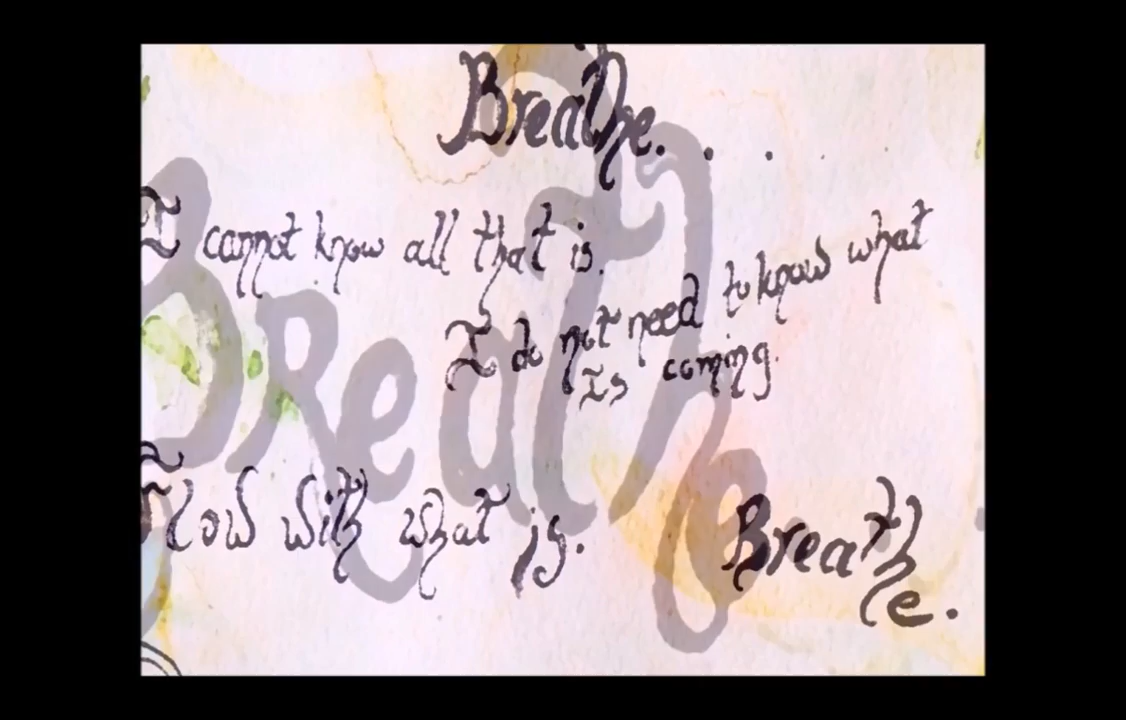 Breathe. . . .
Breathe
I cannot know all that is.
I do not need to know what
Is coming.
Flow with what is.
Breath
e.